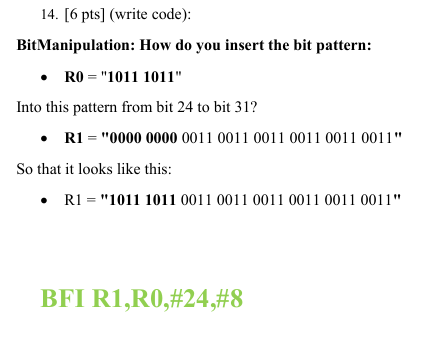 14. [6 pts] (write code):
BitManipulation: How do you insert the bit pattern:
• R0 = "1011 1011"
Into this pattern from bit 24 to bit 31?
• R1 = "0000 0000 0011 0011 0011 0011 0011 0011"
So that it looks like this:
• R1 = "1011 1011 0011 0011 0011 0011 0011 0011"
BFI R1,R0,#24,#8